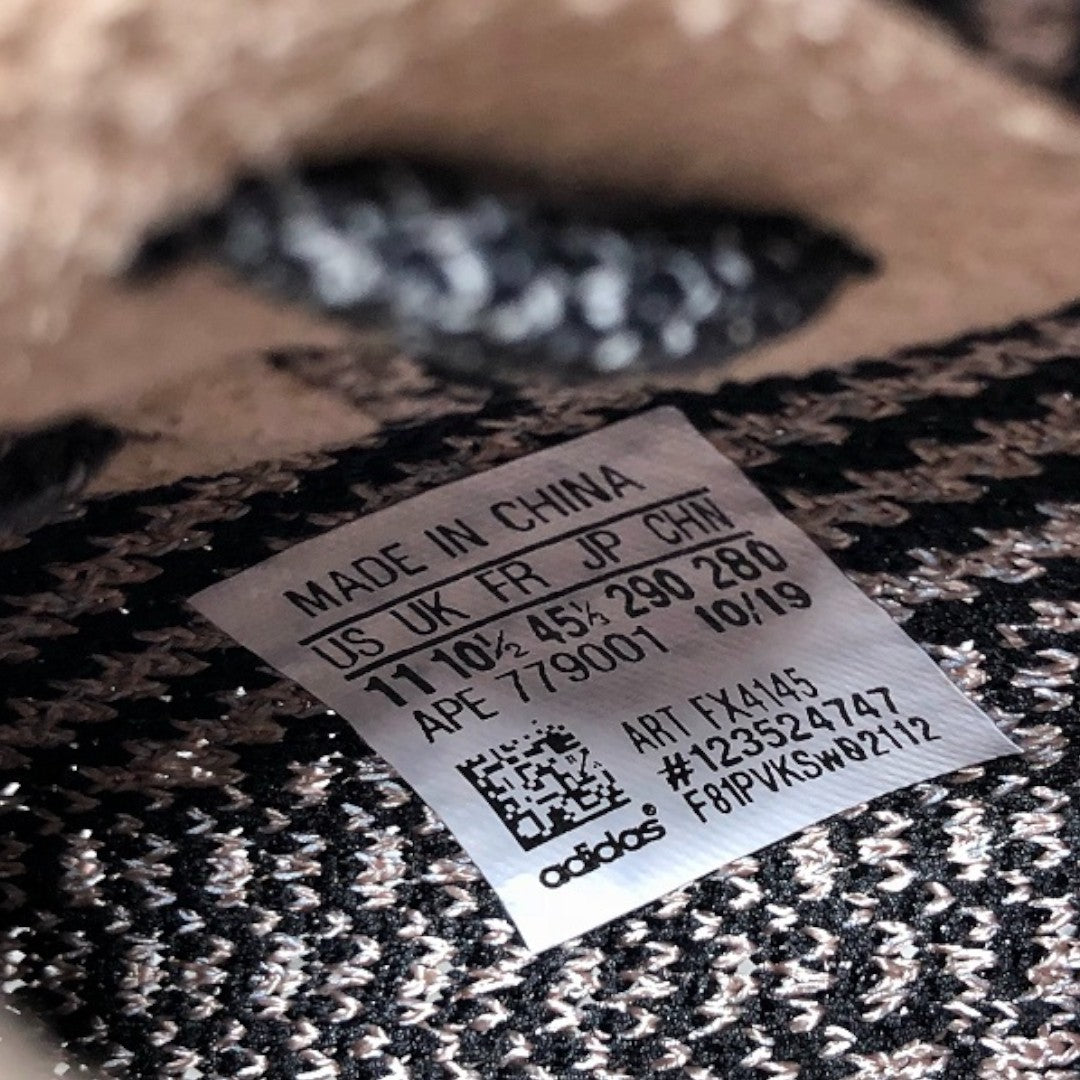 MADE IN CHINA
US UK FR JP CHN
11 10½ 45⅓ 290 280
APE 779001 10/19
ART FX4145
#123524747
F81PVKSW02112
adidas®